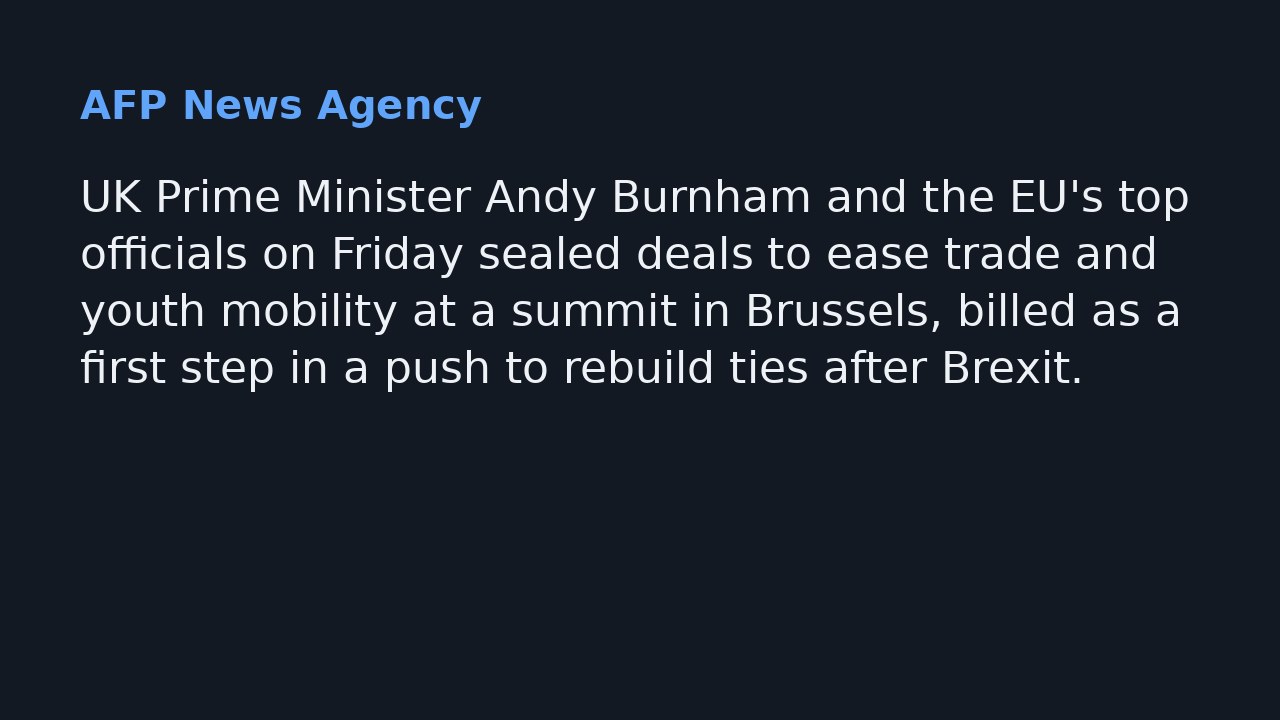 AFP News Agency
UK Prime Minister Andy Burnham and the EU's top
officials on Friday sealed deals to ease trade and
youth mobility at a summit in Brussels, billed as a
first step in a push to rebuild ties after Brexit.